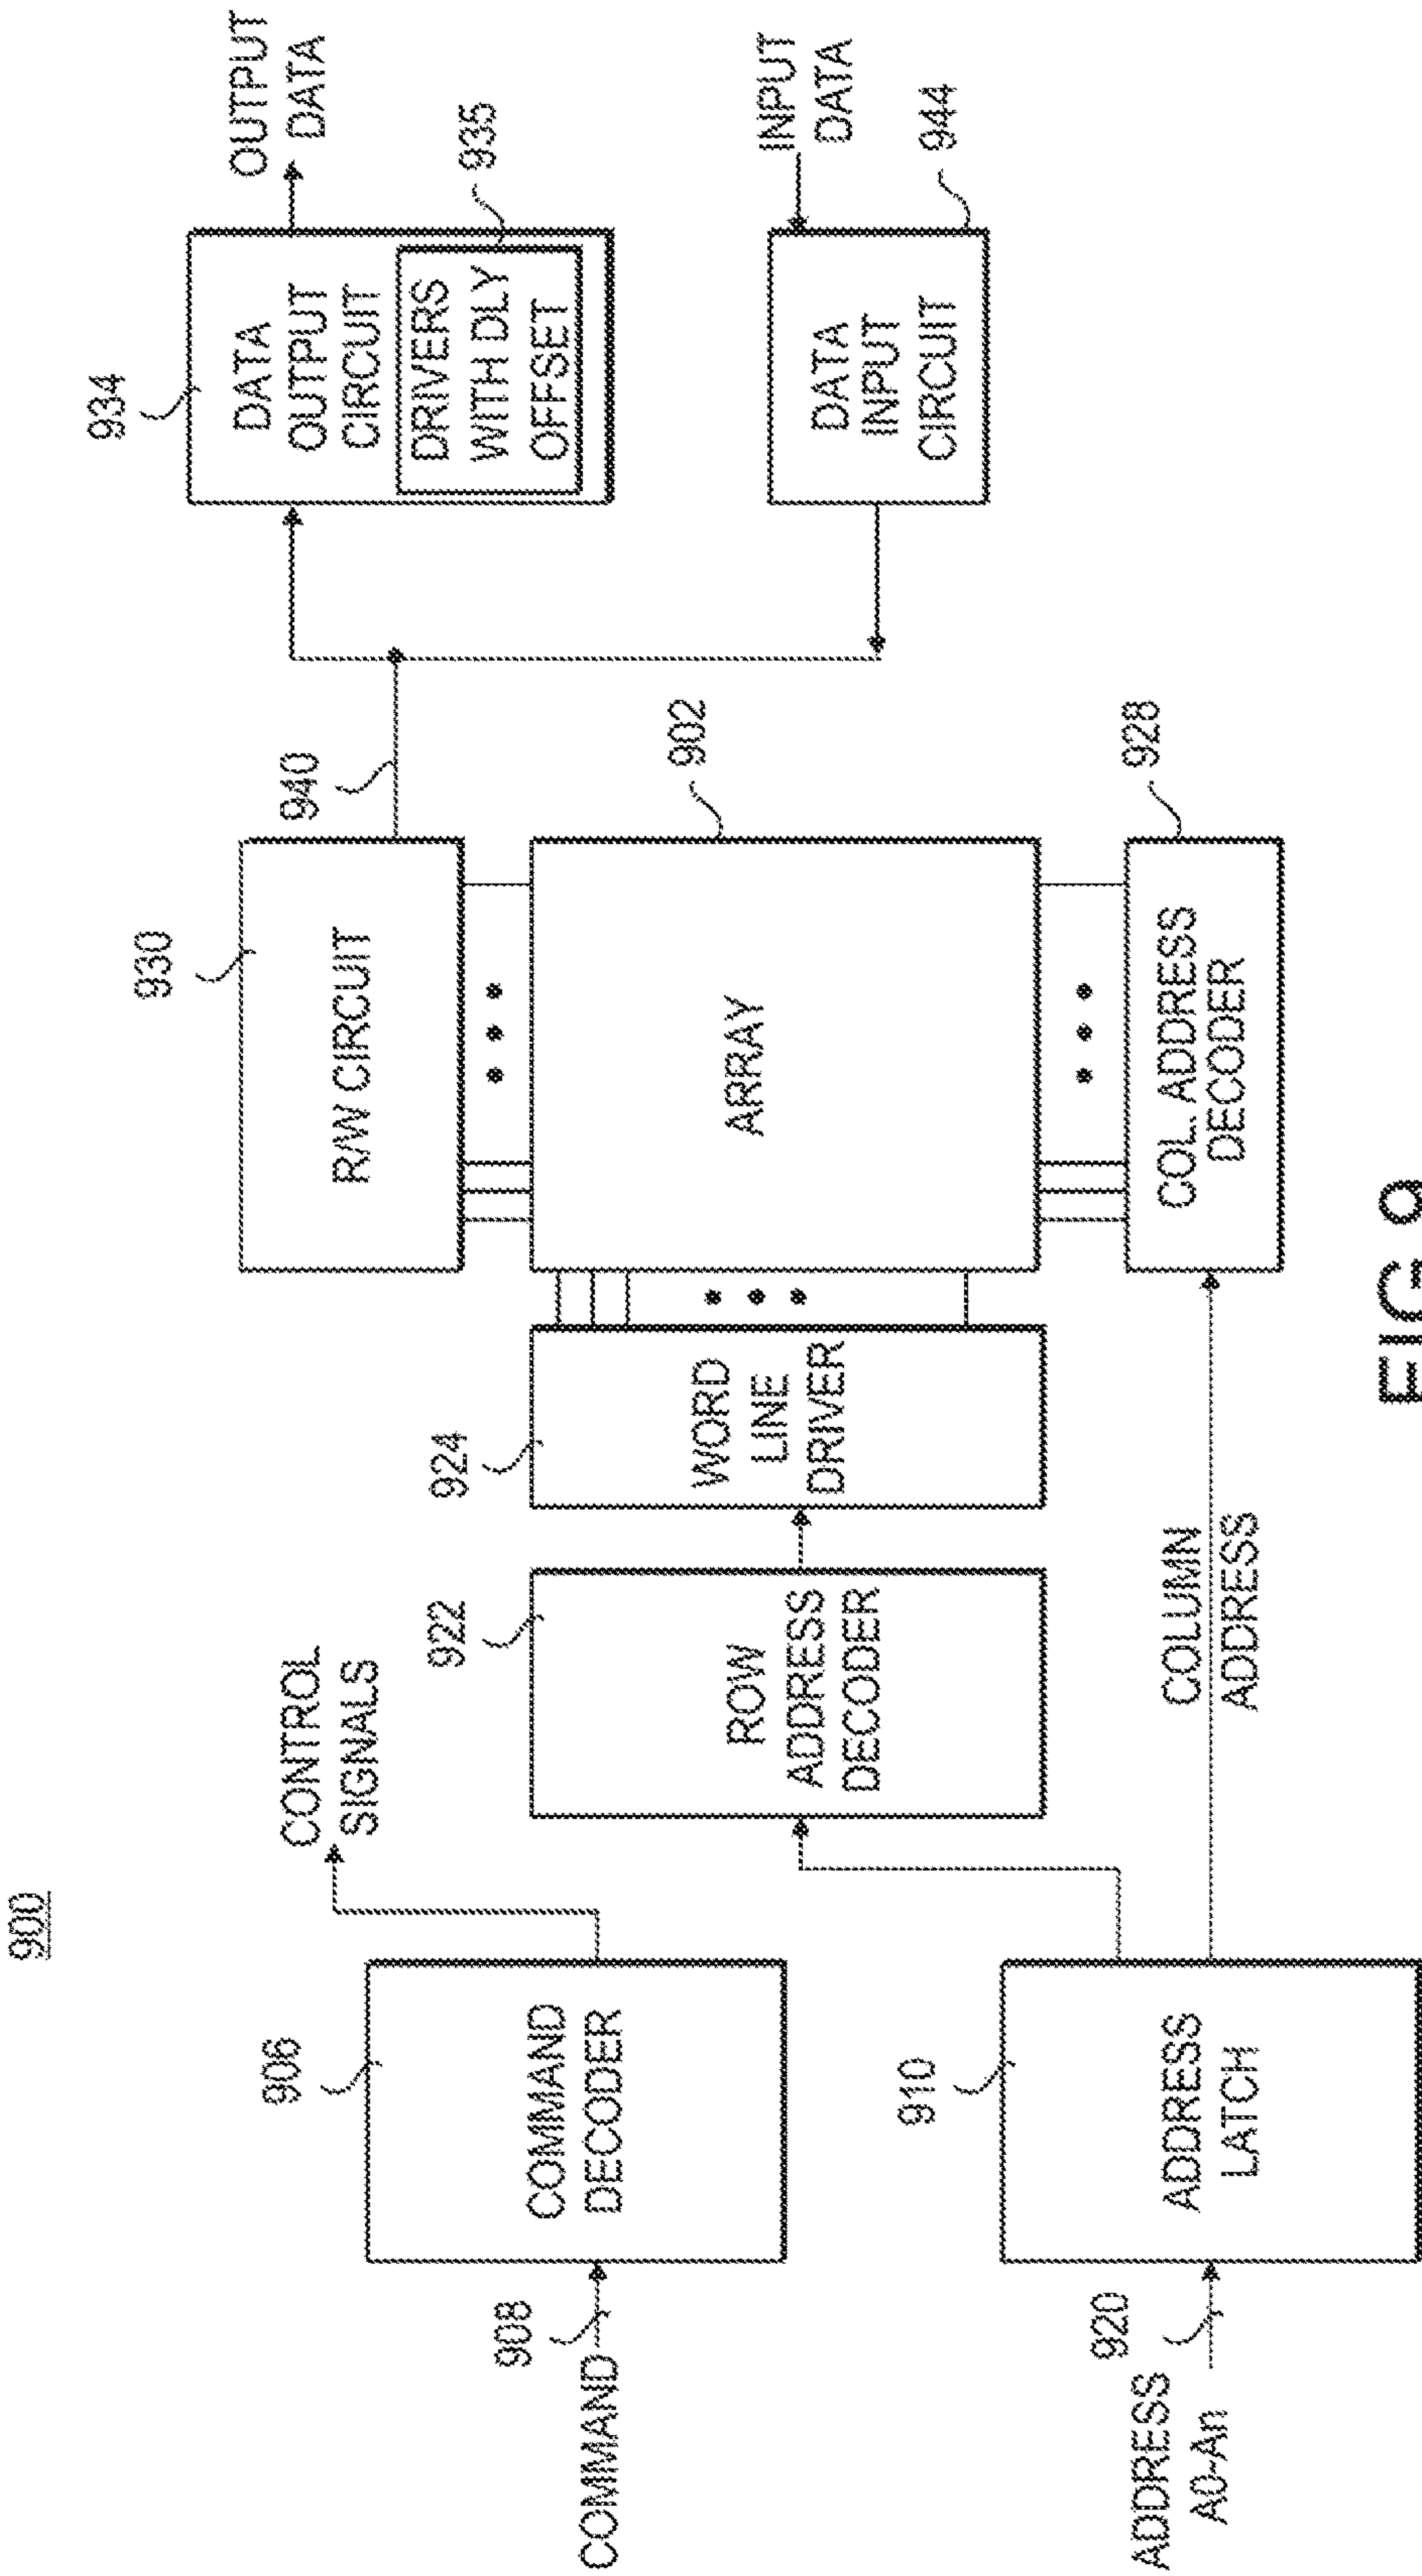 900
CONTROL
SIGNALS
906
COMMAND
DECODER
908
COMMAND
910
ADDRESS
LATCH
920
ADDRESS
A0-An
922
ROW
ADDRESS
DECODER
924
WORD
LINE
DRIVER
COLUMN
ADDRESS
930
R/W CIRCUIT
940
902
ARRAY
928
COL. ADDRESS
DECODER
934
DATA
OUTPUT
CIRCUIT
DRIVERS
WITH DLY
OFFSET
935
OUTPUT
DATA
INPUT
DATA
DATA
INPUT
CIRCUIT
944
FIG. 9